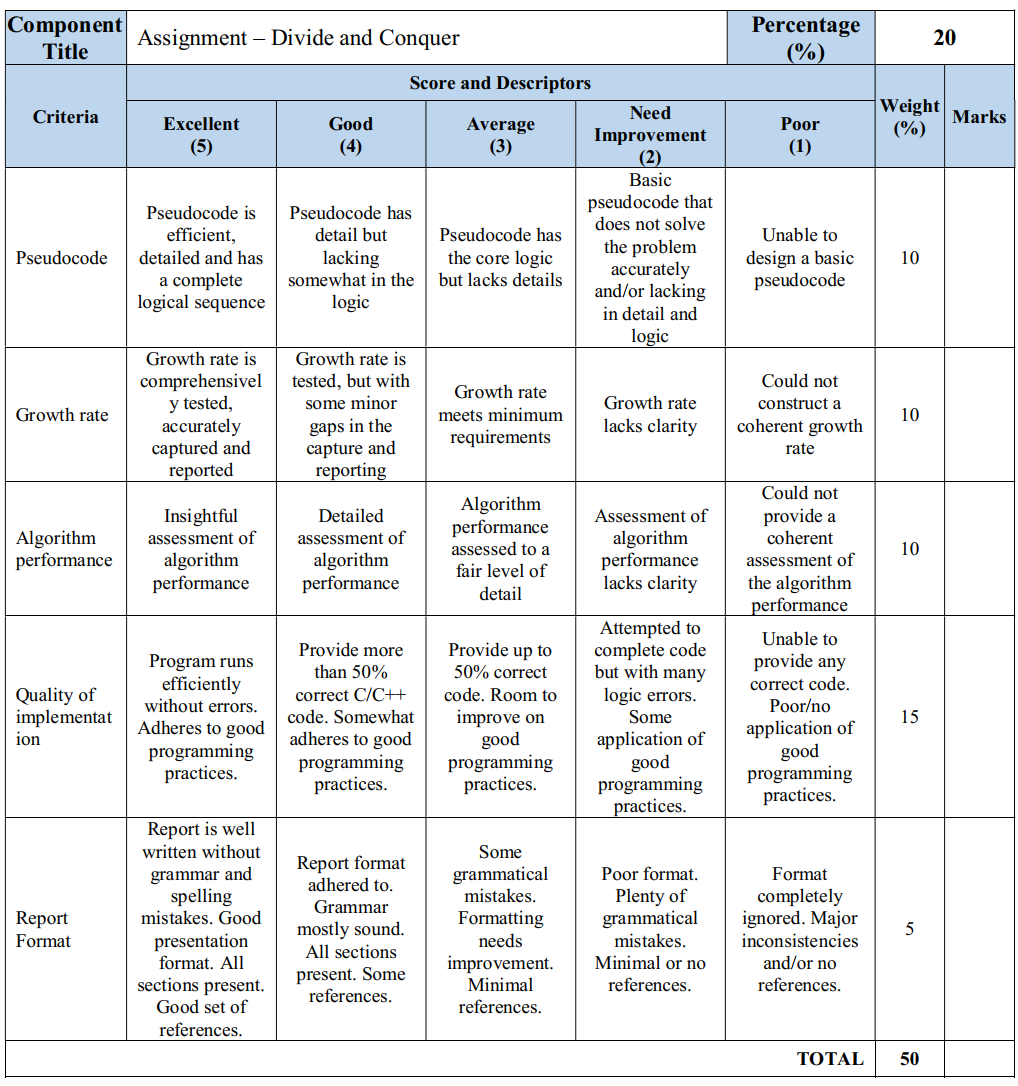 Component Title
Assignment – Divide and Conquer
Percentage (%)
20
Criteria
Score and Descriptors
Weight (%)
Marks
Excellent (5)
Good (4)
Average (3)
Need Improvement (2)
Poor (1)
Pseudocode
Pseudocode is
efficient,
detailed and has
a complete
logical sequence
Pseudocode has
detail but
lacking
somewhat in the
logic
Pseudocode has
the core logic
but lacks details
Basic
pseudocode that
does not solve
the problem
accurately
and/or lacking
in detail and
logic
Unable to
design a basic
pseudocode
10
Growth rate
Growth rate is
comprehensivel
y tested,
accurately
captured and
reported
Growth rate is
tested, but with
some minor
gaps in the
capture and
reporting
Growth rate
meets minimum
requirements
Growth rate
lacks clarity
Could not
construct a
coherent growth
rate
10
Algorithm
performance
Insightful
assessment of
algorithm
performance
Detailed
assessment of
algorithm
performance
Algorithm
performance
assessed to a
fair level of
detail
Assessment of
algorithm
performance
lacks clarity
Could not
provide a
coherent
assessment of
the algorithm
performance
10
Quality of
implementat
ion
Program runs
efficiently
without errors.
Adheres to good
programming
practices.
Provide more
than 50%
correct C/C++
code. Somewhat
adheres to good
programming
practices.
Provide up to
50% correct
code. Room to
improve on
good
programming
practices.
Attempted to
complete code
but with many
logic errors.
Some
application of
good
programming
practices.
Unable to
provide any
correct code.
Poor/no
application of
good
programming
practices.
15
Report
Format
Report is well
written without
grammar and
spelling
mistakes. Good
presentation
format. All
sections present.
Good set of
references.
Report format
adhered to.
Grammar
mostly sound.
All sections
present. Some
references.
Some
grammatical
mistakes.
Formatting
needs
improvement.
Minimal
references.
Poor format.
Plenty of
grammatical
mistakes.
Minimal or no
references.
Format
completely
ignored. Major
inconsistencies
and/or no
references.
5
TOTAL
50